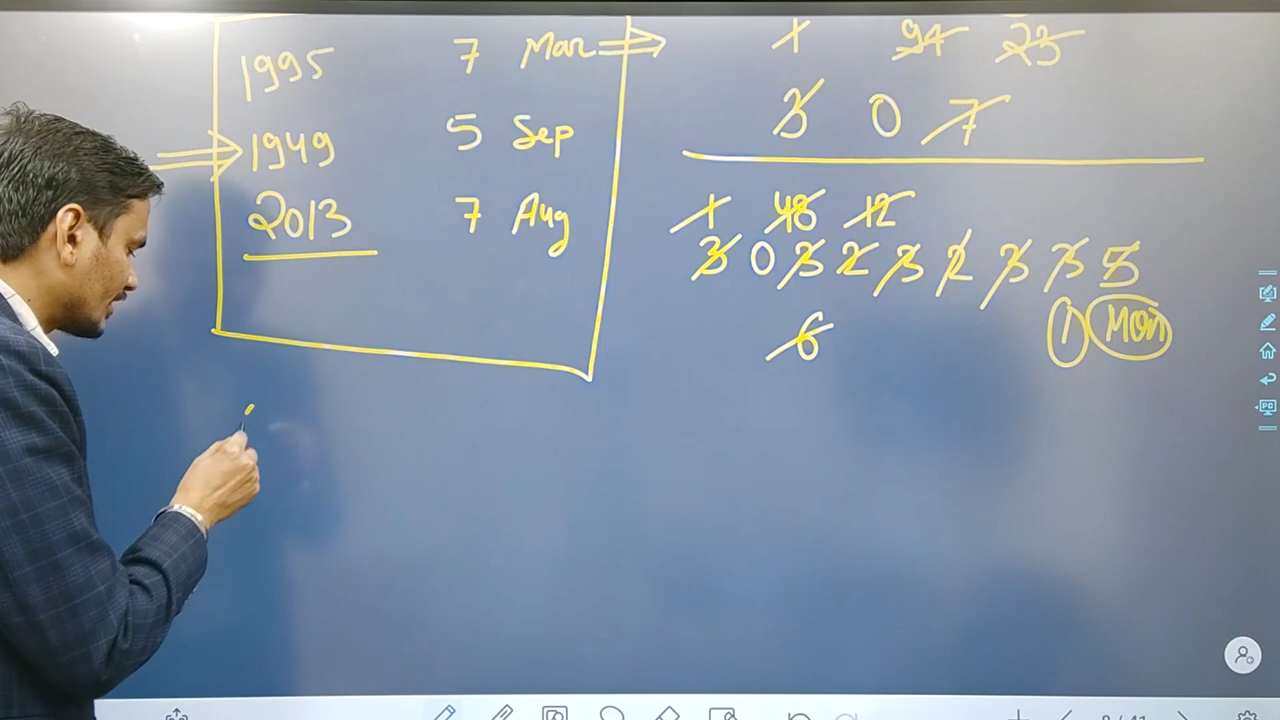 1995 7 Mar
1949 5 Sep
2013 7 Aug
1 94 23
3 0 7
1 48 12
3 0 3 2 3 2 3 3 5
6 1 Mon